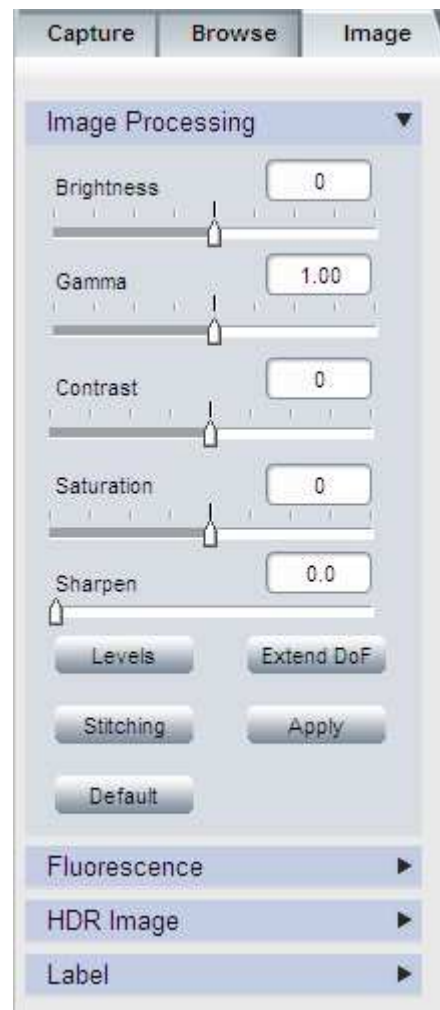 Capture Browse Image
Image Processing
Brightness 0
Gamma 1.00
Contrast 0
Saturation 0
Sharpen 0.0
Levels Extend DoF
Stitching Apply
Default
Fluorescence
HDR Image
Label